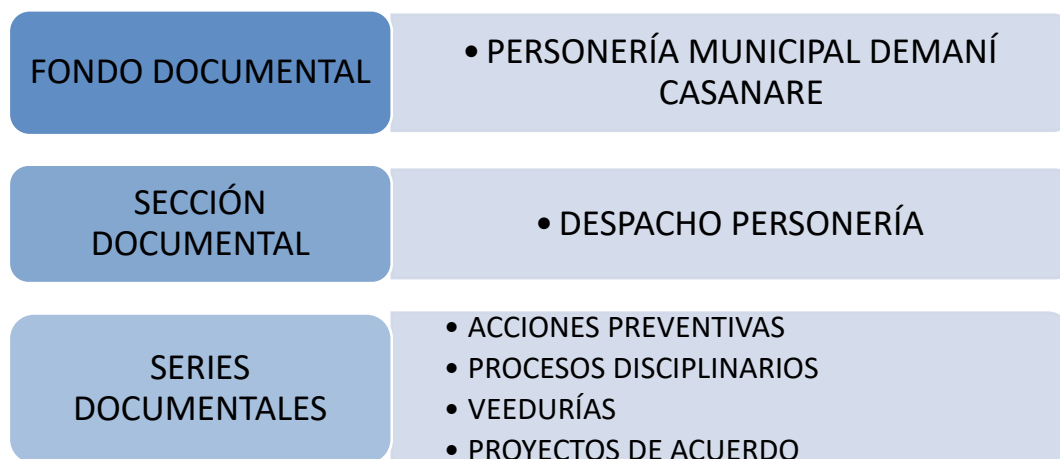 FONDO DOCUMENTAL
• PERSONERÍA MUNICIPAL DEMANÍ
CASANARE
SECCIÓN
DOCUMENTAL
• DESPACHO PERSONERÍA
SERIES
DOCUMENTALES
• ACCIONES PREVENTIVAS
• PROCESOS DISCIPLINARIOS
• VEEDURÍAS
• PROYECTOS DE ACUERDO